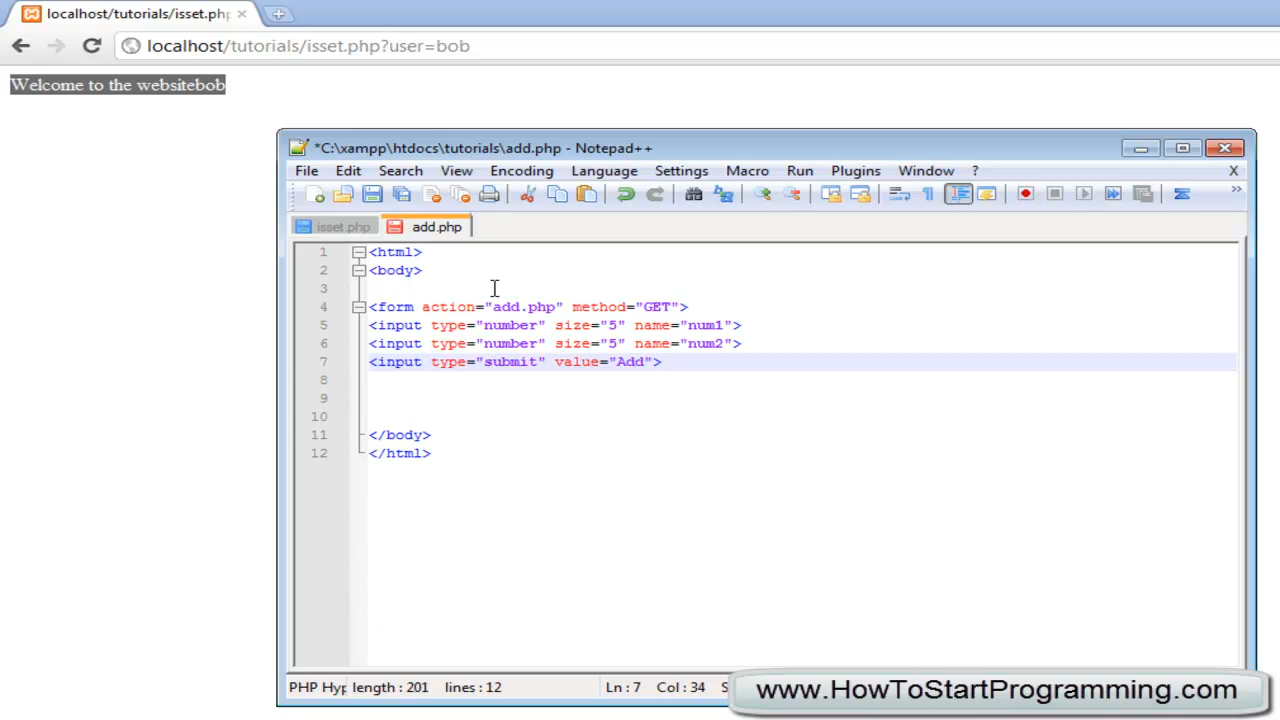 localhost/tutorials/isset.php
localhost/tutorials/isset.php?user=bob
Welcome to the websitebob
*C:\xampp\htdocs\tutorials\add.php - Notepad++
File Edit Search View Encoding Language Settings Macro Run Plugins Window ? X
isset.php add.php
1 <html>
2 <body>
3
4 <form action="add.php" method="GET">
5 <input type="number" size="5" name="num1">
6 <input type="number" size="5" name="num2">
7 <input type="submit" value="Add">
8
9
10
11 </body>
12 </html>
PHP Hyp length : 201 lines : 12 Ln : 7 Col : 34 S
www.HowToStartProgramming.com